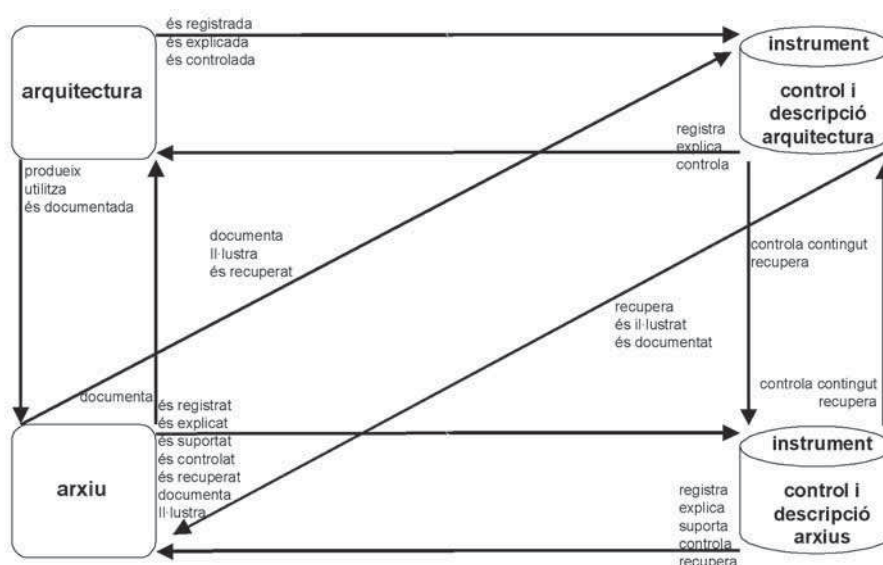 és registrada
és explicada
és controlada
arquitectura
instrument
control i
descripció
arquitectura
registra
explica
controla
produeix
utilitza
és documentada
documenta
Il·lustra
és recuperat
controla contingut
recupera
recupera
és il·lustrat
és documentat
controla contingut
recupera
documenta
és registrat
és explicat
és suportat
és controlat
és recuperat
documenta
Il·lustra
arxiu
instrument
control i
descripció
arxius
registra
explica
suporta
controla
recupera